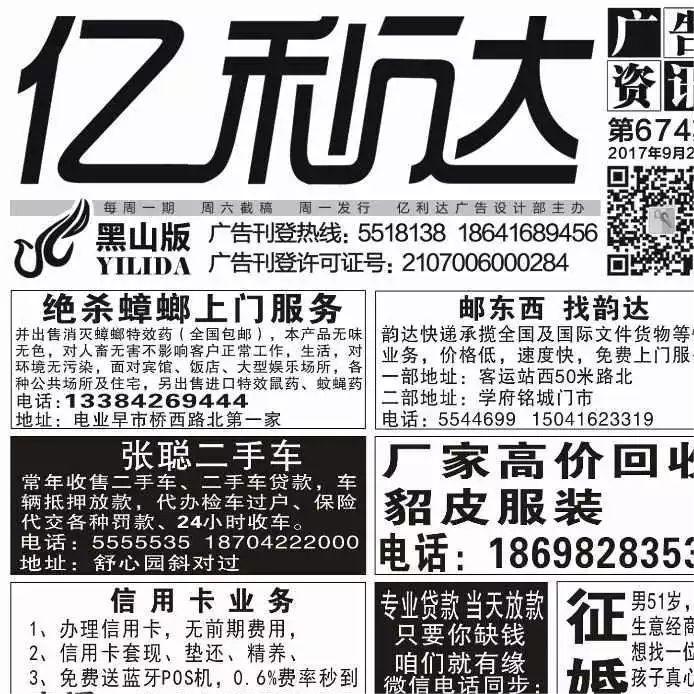 亿利达
广告
资讯
第674
2017年9月2
每周一期 周六截稿 周一发行 亿利达广告设计部主办
黑山版
YILIDA
广告刊登热线：5518138 18641689456
广告刊登许可证号：2107006000284
绝杀蟑螂上门服务
并出售消灭蟑螂特效药（全国包邮），本产品无味
无色，对人畜无害不影响客户正常工作，生活，对
环境无污染，面对宾馆、饭店、大型娱乐场所，各
种公共场所及住宅，另出售进口特效鼠药、蚊蝇药
电话：13384269444
地址：电业早市桥西路北第一家
邮东西 找韵达
韵达快递承揽全国及国际文件货物等
业务，价格低，速度快，免费上门服
一部地址：客运站西50米路北
二部地址：学府铭城门市
电话：5544699 15041623319
张聪二手车
常年收售二手车、二手车贷款，车
辆抵押放款，代办检车过户、保险
代交各种罚款、24小时收车。
电话：5555535 18704222000
地址：舒心园斜对过
厂家高价回收
貂皮服装
电话：1869828353
信用卡业务
1、办理信用卡，无前期费用，
2、信用卡套现、垫还、精养、
3、免费送蓝牙POS机，0.6%费率秒到
专业贷款 当天放款
只要你缺钱
咱们就有缘
微信电话同步：
征婚
男51岁，
生意经商
想找一位
孩子真心